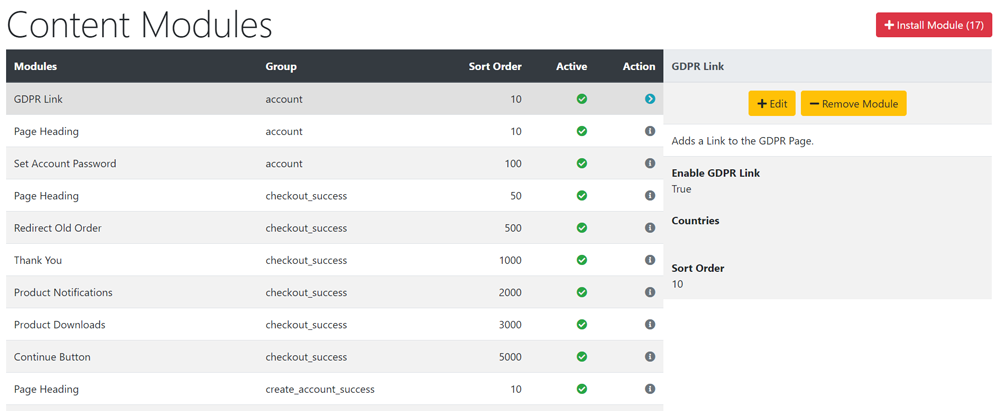 Content Modules
Install Module (17)
Modules Group Sort Order Active Action
GDPR Link account 10
Page Heading account 10
Set Account Password account 100
Page Heading checkout_success 50
Redirect Old Order checkout_success 500
Thank You checkout_success 1000
Product Notifications checkout_success 2000
Product Downloads checkout_success 3000
Continue Button checkout_success 5000
Page Heading create_account_success 10
GDPR Link
Edit Remove Module
Adds a Link to the GDPR Page.
Enable GDPR Link
True
Countries
Sort Order
10